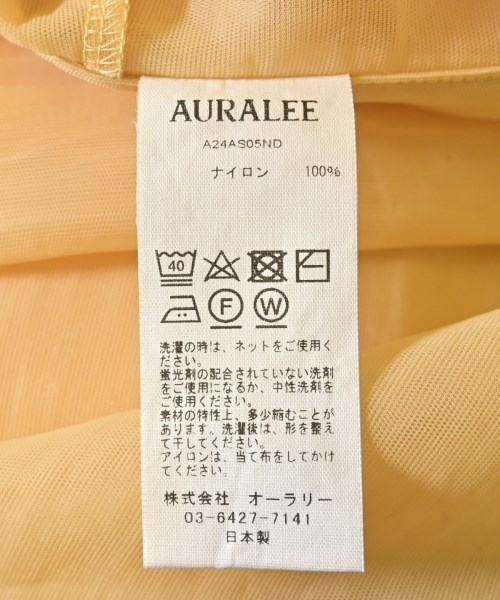 AURALEE
A24AS05ND
ナイロン 100%
40
F W
洗濯の時は、ネットをご使用く
ださい。
蛍光剤の配合されていない洗剤
をご使用になるか、中性洗剤を
ご使用ください。
素材の特性上、多少縮むことが
あります。洗濯後は、形を整え
て干してください。
アイロンは、当て布をしてかけ
てください。
株式会社 オーラリー
03-6427-7141
日本製